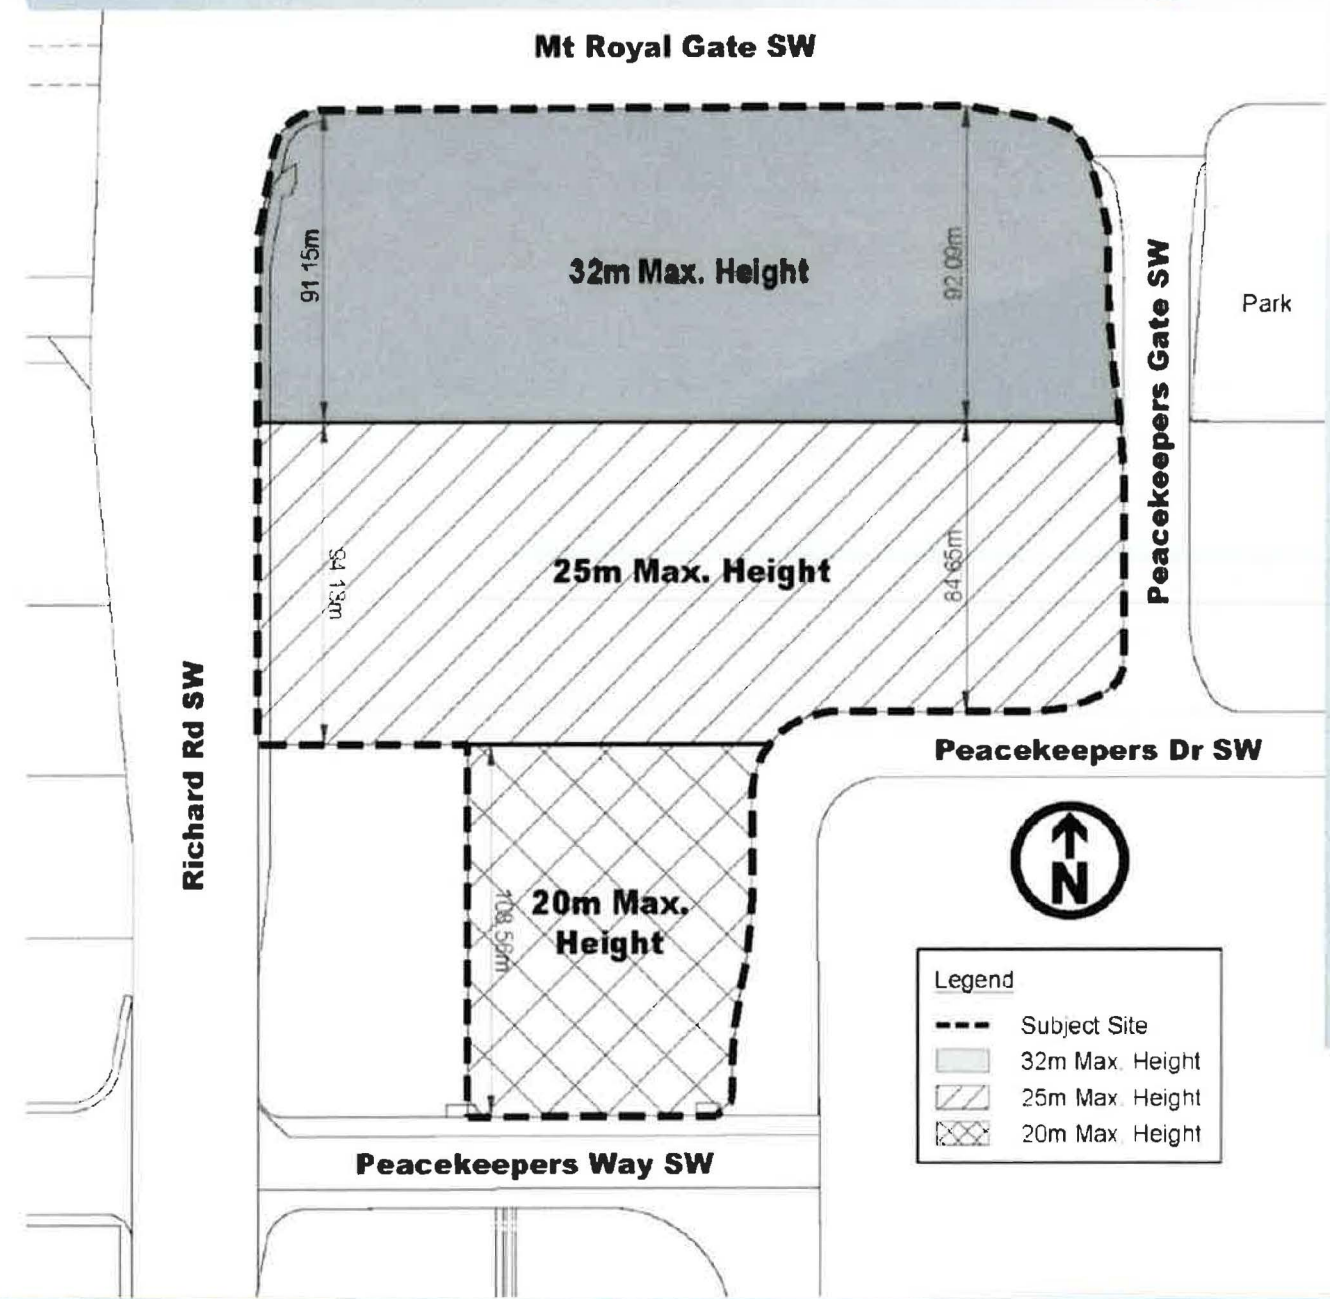 Mt Royal Gate SW
32m Max. Height
91.15m
92.09m
Park
Peacekeepers Gate SW
25m Max. Height
94.13m
84.65m
Richard Rd SW
Peacekeepers Dr SW
N
20m Max.
Height
108.56m
Legend
Subject Site
32m Max. Height
25m Max. Height
20m Max. Height
Peacekeepers Way SW